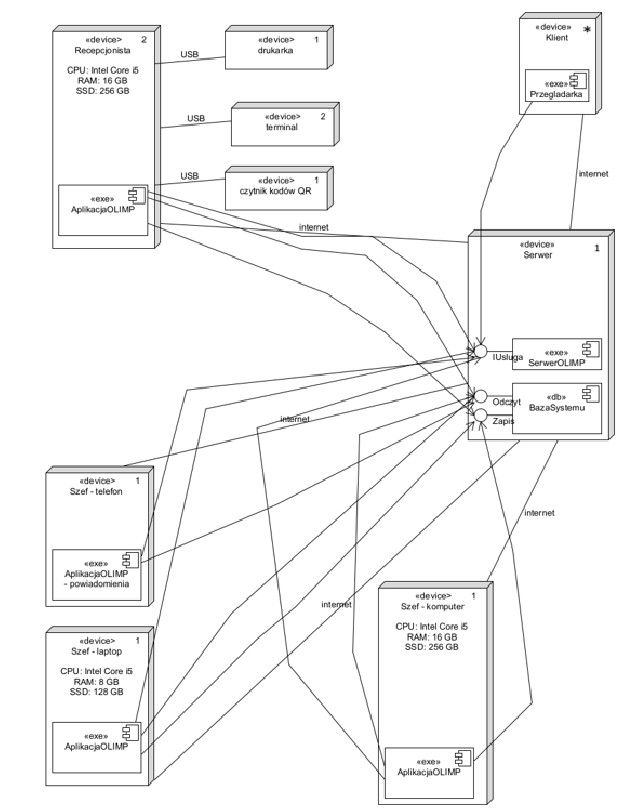 «device» 2
Recepcjonista
CPU: Intel Core i5
RAM: 16 GB
SSD: 256 GB
«exe»
AplikacjaOLIMP
USB
«device» 1
drukarka
USB
«device» 2
terminal
USB
«device» 1
czytnik kodów QR
«device» *
Klient
«exe»
Przegladarka
internet
internet
«device» 1
Serwer
IUsługa
«exe»
SerwerOLIMP
Odczyt
«db»
BazaSystemu
Zapis
internet
«device» 1
Szef - telefon
«exe»
AplikacjaOLIMP
- powiadomienia
internet
internet
«device» 1
Szef - laptop
CPU: Intel Core i5
RAM: 8 GB
SSD: 128 GB
«exe»
AplikacjaOLIMP
«device» 1
Szef - komputer
CPU: Intel Core i5
RAM: 16 GB
SSD: 256 GB
«exe»
AplikacjaOLIMP